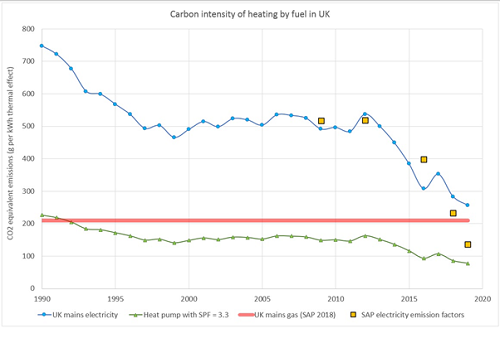 Carbon intensity of heating by fuel in UK
CO2 equivalent emissions (g per kWh thermal effect)
800
700
600
500
400
300
200
100
0
1990
1995
2000
2005
2010
2015
2020
UK mains electricity
Heat pump with SPF = 3.3
UK mains gas (SAP 2018)
SAP electricity emission factors